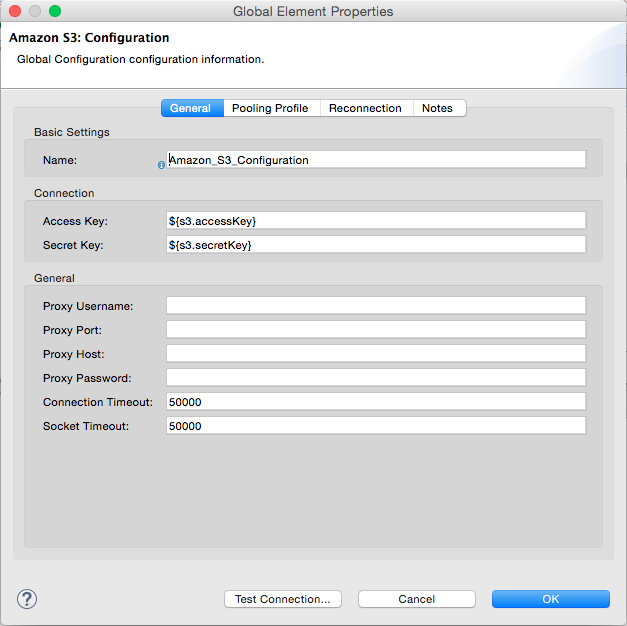 Global Element Properties
Amazon S3: Configuration
Global Configuration configuration information.
General Pooling Profile Reconnection Notes
Basic Settings
Name: Amazon_S3_Configuration
Connection
Access Key: ${s3.accessKey}
Secret Key: ${s3.secretKey}
General
Proxy Username:
Proxy Port:
Proxy Host:
Proxy Password:
Connection Timeout: 50000
Socket Timeout: 50000
? Test Connection... Cancel OK